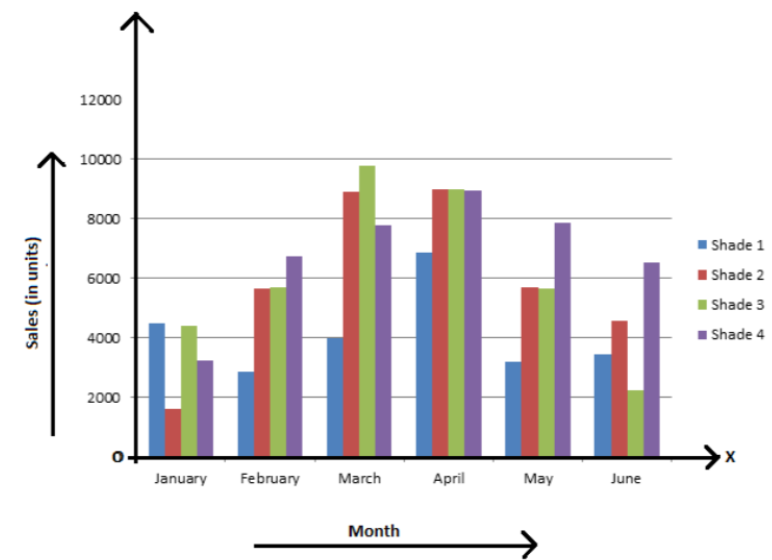 12000
10000
8000
6000
4000
2000
O
Sales (in units)
January February March April May June
X
Month
Shade 1
Shade 2
Shade 3
Shade 4